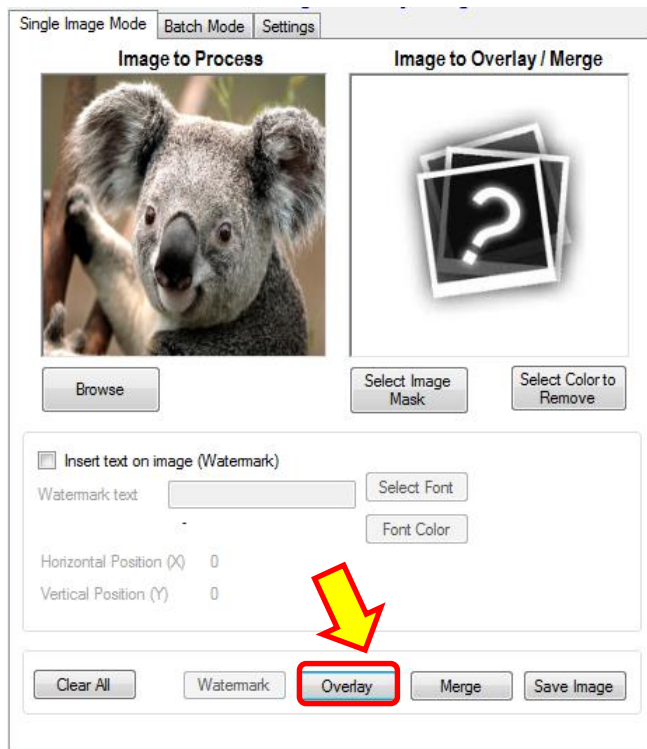 Single Image Mode Batch Mode Settings
Image to Process Image to Overlay / Merge
?
Browse Select Image Mask Select Color to Remove
Insert text on image (Watermark)
Watermark text Select Font
- Font Color
Horizontal Position (X) 0
Vertical Position (Y) 0
Clear All Watermark Overlay Merge Save Image